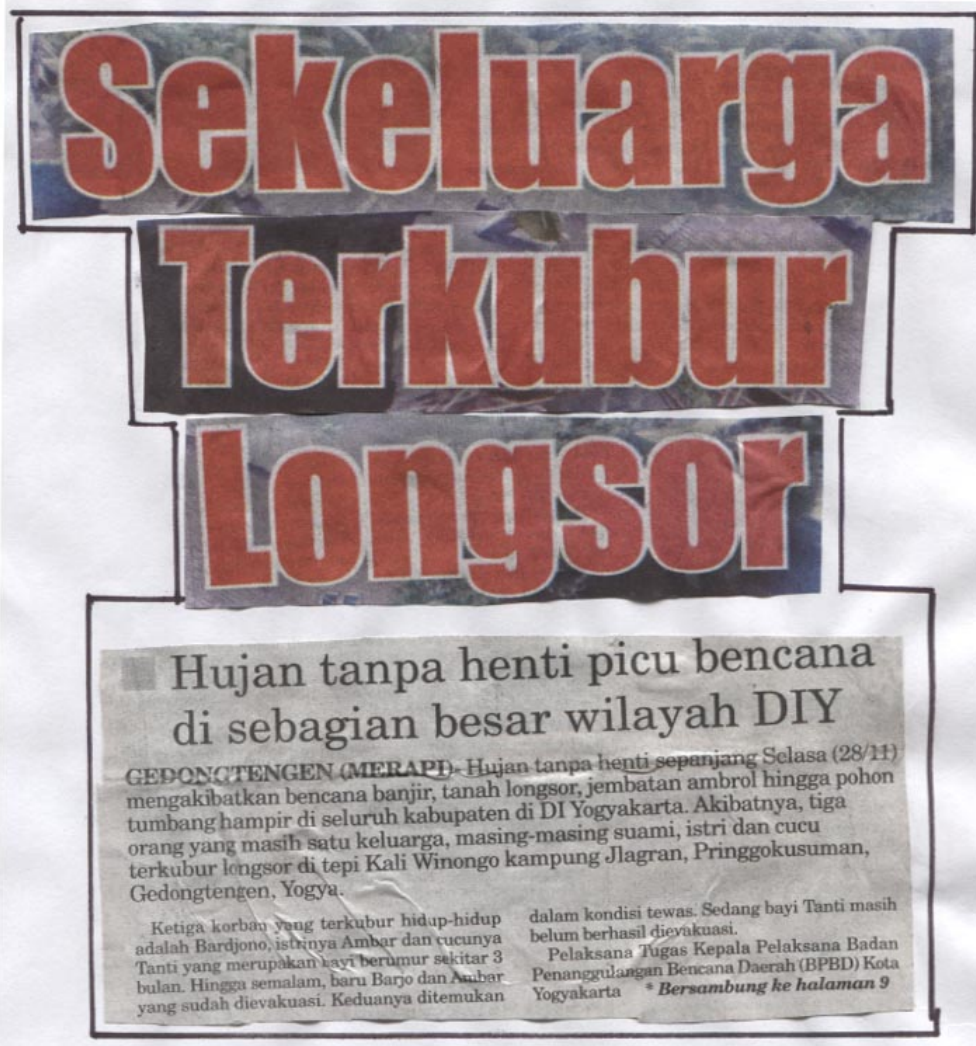 Sekeluarga
Terkubur
Longsor
Hujan tanpa henti picu bencana
di sebagian besar wilayah DIY
GEDONGTENGEN (MERAPI)- Hujan tanpa henti sepanjang Selasa (28/11)
mengakibatkan bencana banjir, tanah longsor, jembatan ambrol hingga pohon
tumbang hampir di seluruh kabupaten di DI Yogyakarta. Akibatnya, tiga
orang yang masih satu keluarga, masing-masing suami, istri dan cucu
terkubur longsor di tepi Kali Winongo kampung Jlagran, Pringgokusuman,
Gedongtengen, Yogya.
Ketiga korban yang terkubur hidup-hidup
adalah Bardjono, istrinya Ambar dan cucunya
Tanti yang merupakan bayi berumur sekitar 3
bulan. Hingga semalam, baru Barjo dan Ambar
yang sudah dievakuasi. Keduanya ditemukan
dalam kondisi tewas. Sedang bayi Tanti masih
belum berhasil dievakuasi.
Pelaksana Tugas Kepala Pelaksana Badan
Penanggulangan Bencana Daerah (BPBD) Kota
Yogyakarta * Bersambung ke halaman 9